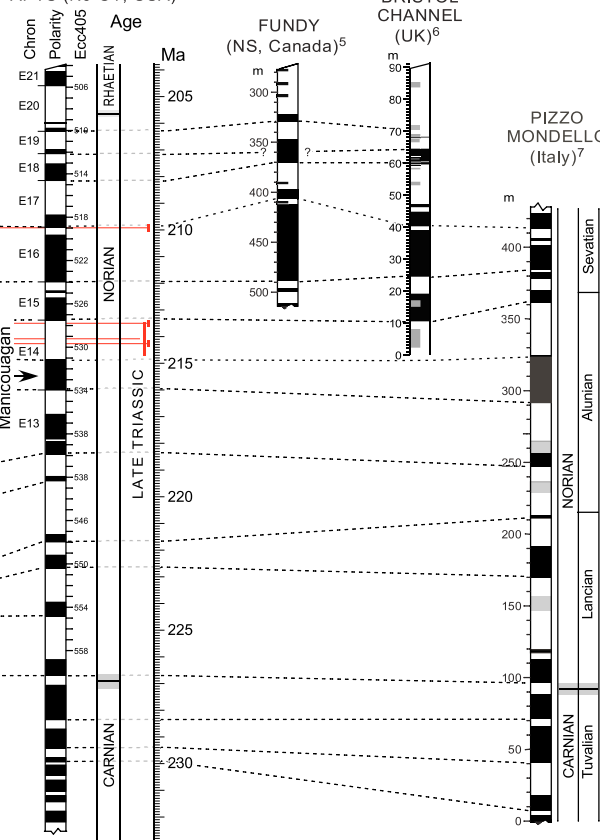 Age
Chron
Polarity
Ecc405
Ma
FUNDY
(NS, Canada)5
CHANNEL
(UK)6
PIZZO
MONDELLO
(Italy)7
E21
E20
E19
E18
E17
E16
E15
E14
E13
Manicouagan
506
510
514
518
522
526
530
534
538
538
546
550
554
558
RHAETIAN
NORIAN
CARNIAN
LATE TRIASSIC
205
210
215
220
225
230
m
300
350
400
450
500
?
?
m
90
80
70
60
50
40
30
20
10
0
m
400
350
300
250
200
150
100
50
0
NORIAN
CARNIAN
Sevatian
Alunian
Lancian
Tuvalian